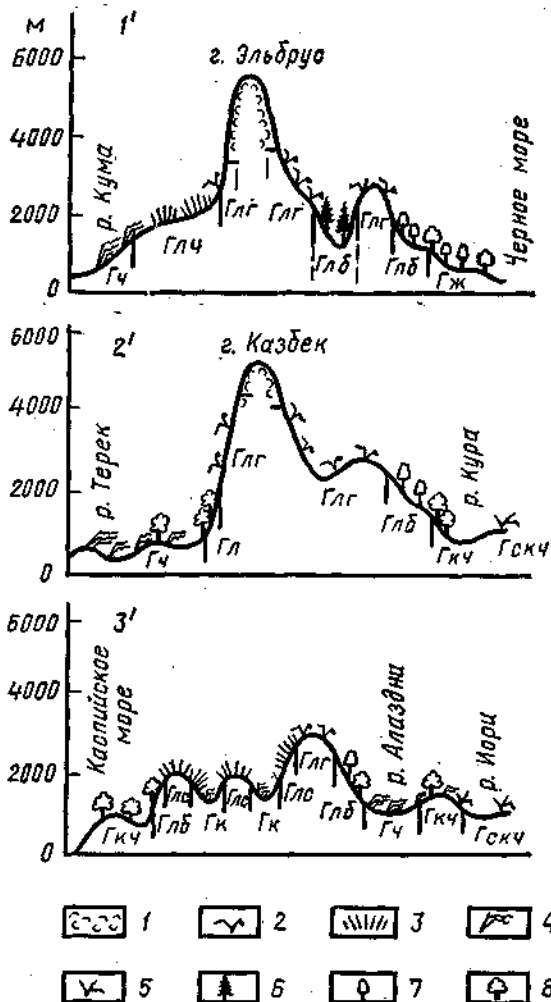 м 1'
6000
г. Эльбрус
4000
р. Кума
2000
0
Гч
ГлЧ
Глг
Глг
Глб
Глг
Глб
Гж
Черное море
6000 2'
г. Казбек
4000
р. Терек
2000
0
Гч
Гл
Глг
Глг
Глб
р. Кура
Гкч
Гскч
6000 3'
4000
Каспийское море
2000
0
Гкч
Глб
Глс
Гк
Глс
Гк
Глс
Глг
Глб
р. Алаздни
Гч
Гкч
р. Иори
Гскч
1 2 3 4
5 6 7 8